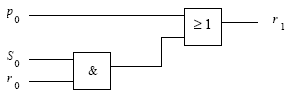 p₀ ≥1 r₁
S₀ &
r₀